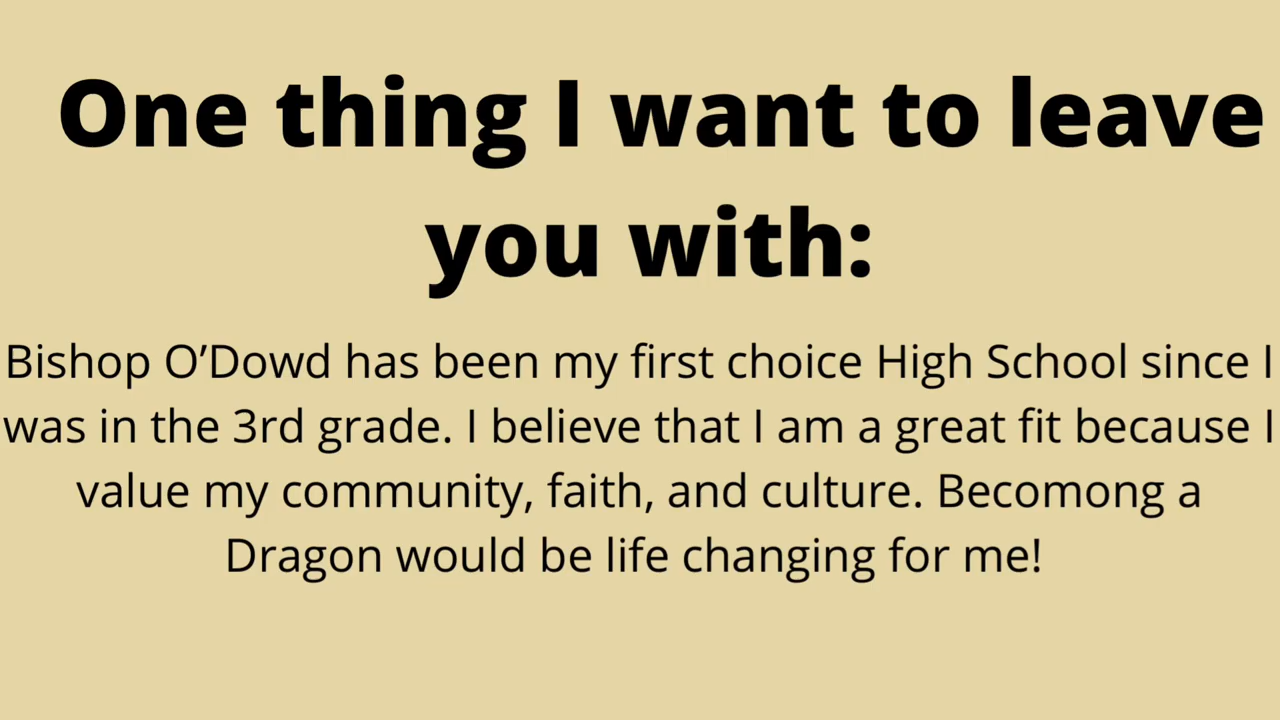 One thing I want to leave
you with:
Bishop O’Dowd has been my first choice High School since I
was in the 3rd grade. I believe that I am a great fit because I
value my community, faith, and culture. Becomong a
Dragon would be life changing for me!